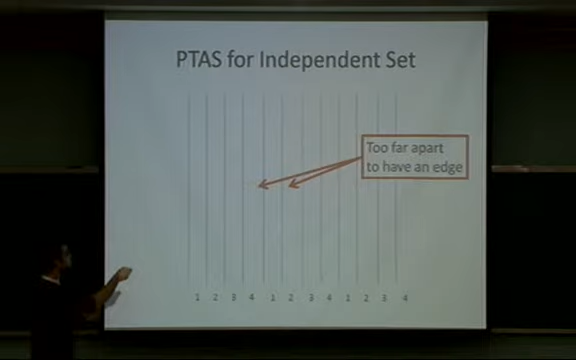 PTAS for Independent Set
Too far apart
to have an edge
1 2 3 4 1 2 3 4 1 2 3 4